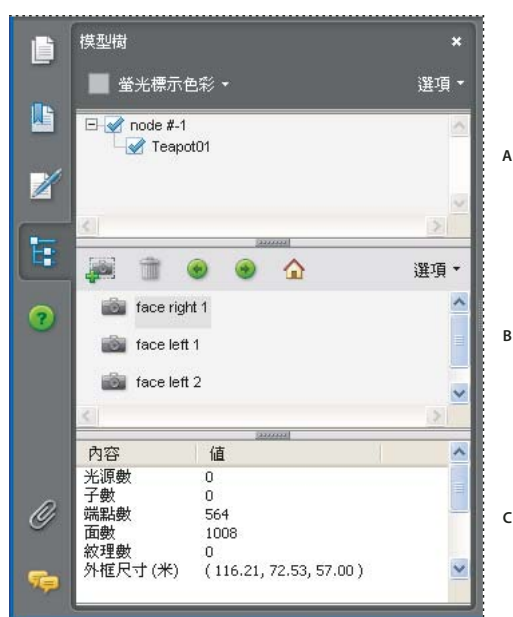 模型樹
螢光標示色彩
選項
node #-1
Teapot01
A
選項
face right 1
face left 1
face left 2
B
內容 值
光源數 0
子數 0
端點數 564
面數 1008
紋理數 0
外框尺寸 (米) ( 116.21, 72.53, 57.00 )
C